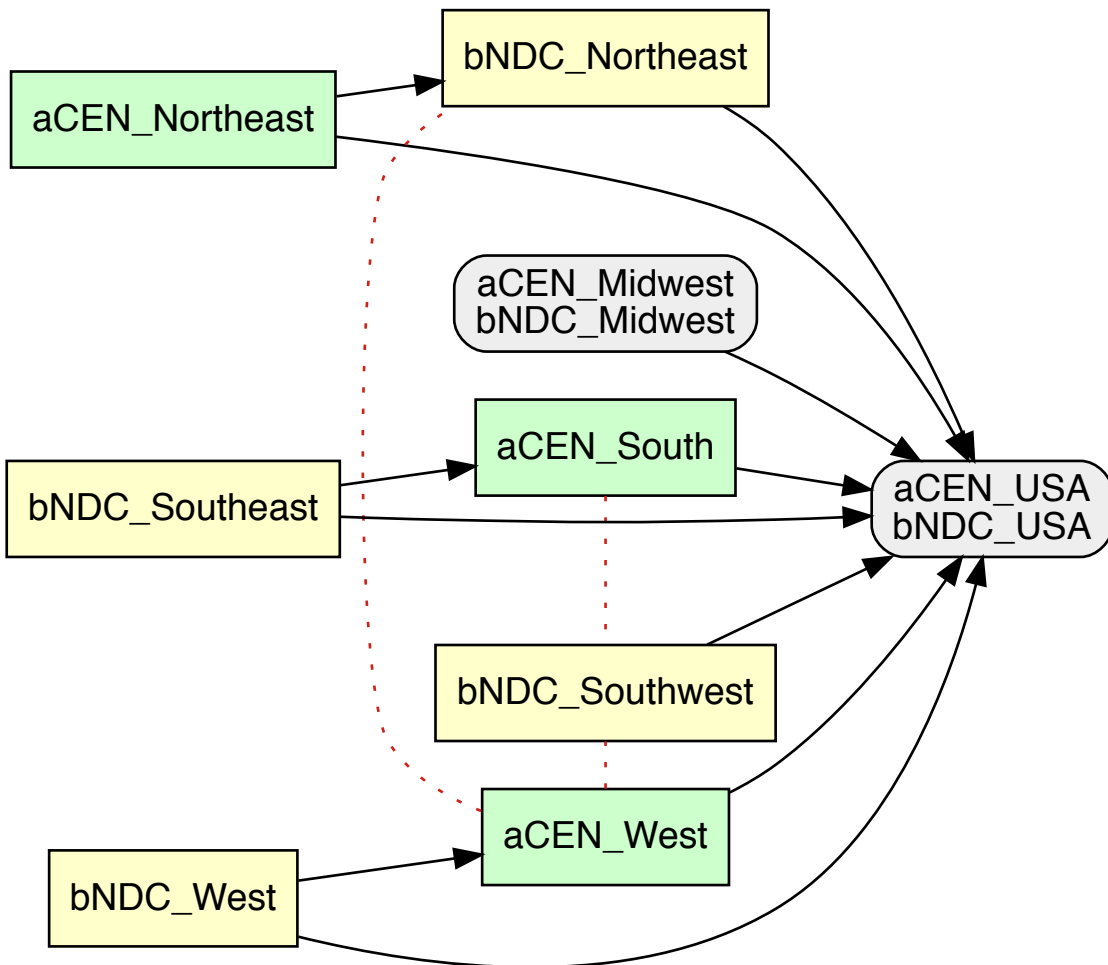 bNDC_Northeast
aCEN_Northeast
aCEN_Midwest
bNDC_Midwest
aCEN_South
aCEN_USA
bNDC_USA
bNDC_Southeast
bNDC_Southwest
aCEN_West
bNDC_West